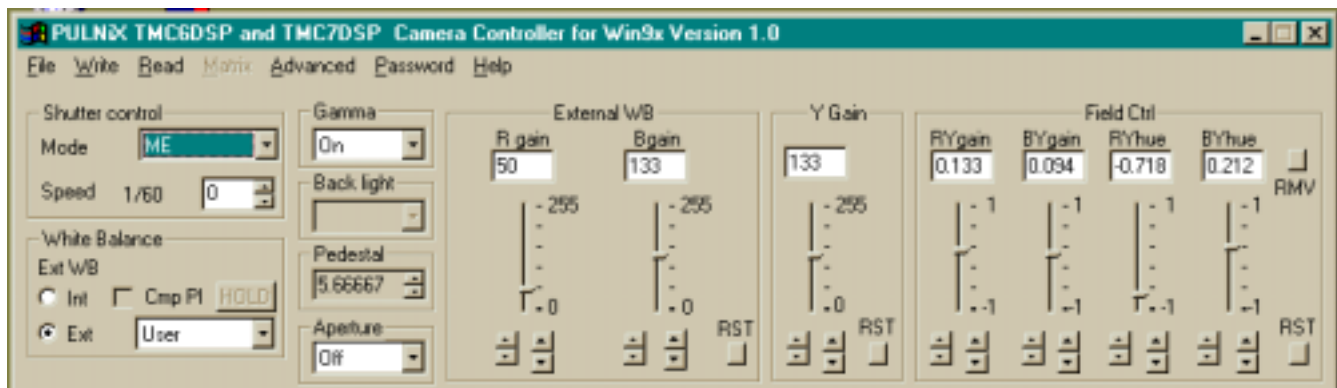 PULNiX TMC6DSP and TMC7DSP Camera Controller for Win9x Version 1.0
File Write Read Matrix Advanced Password Help
Shutter control
Mode ME
Speed 1/60 0
White Balance
Ext WB
Int Cmp Pl HOLD
Ext User
Gamma
On
Back light
Pedestal
5.66667
Aperture
Off
External WB
R gain Bgain
50 133
- 255 - 255
- 0 - 0
RST
Y Gain
133
- 255
- 0
RST
Field Ctrl
RYgain BYgain RYhue BYhue
0.133 0.094 -0.718 0.212
RMV
- 1 - 1 - 1 - 1
- -1 - -1 - -1 - -1
RST